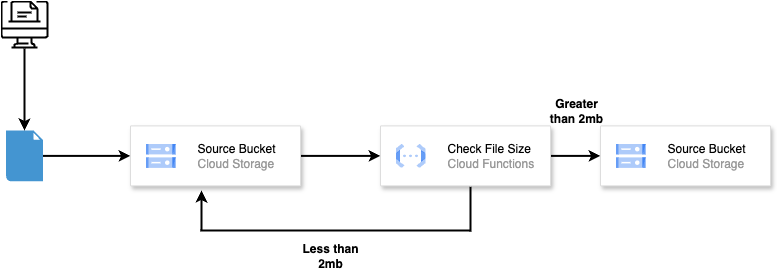 Greater
than 2mb
Source Bucket
Cloud Storage
Check File Size
Cloud Functions
Source Bucket
Cloud Storage
Less than
2mb